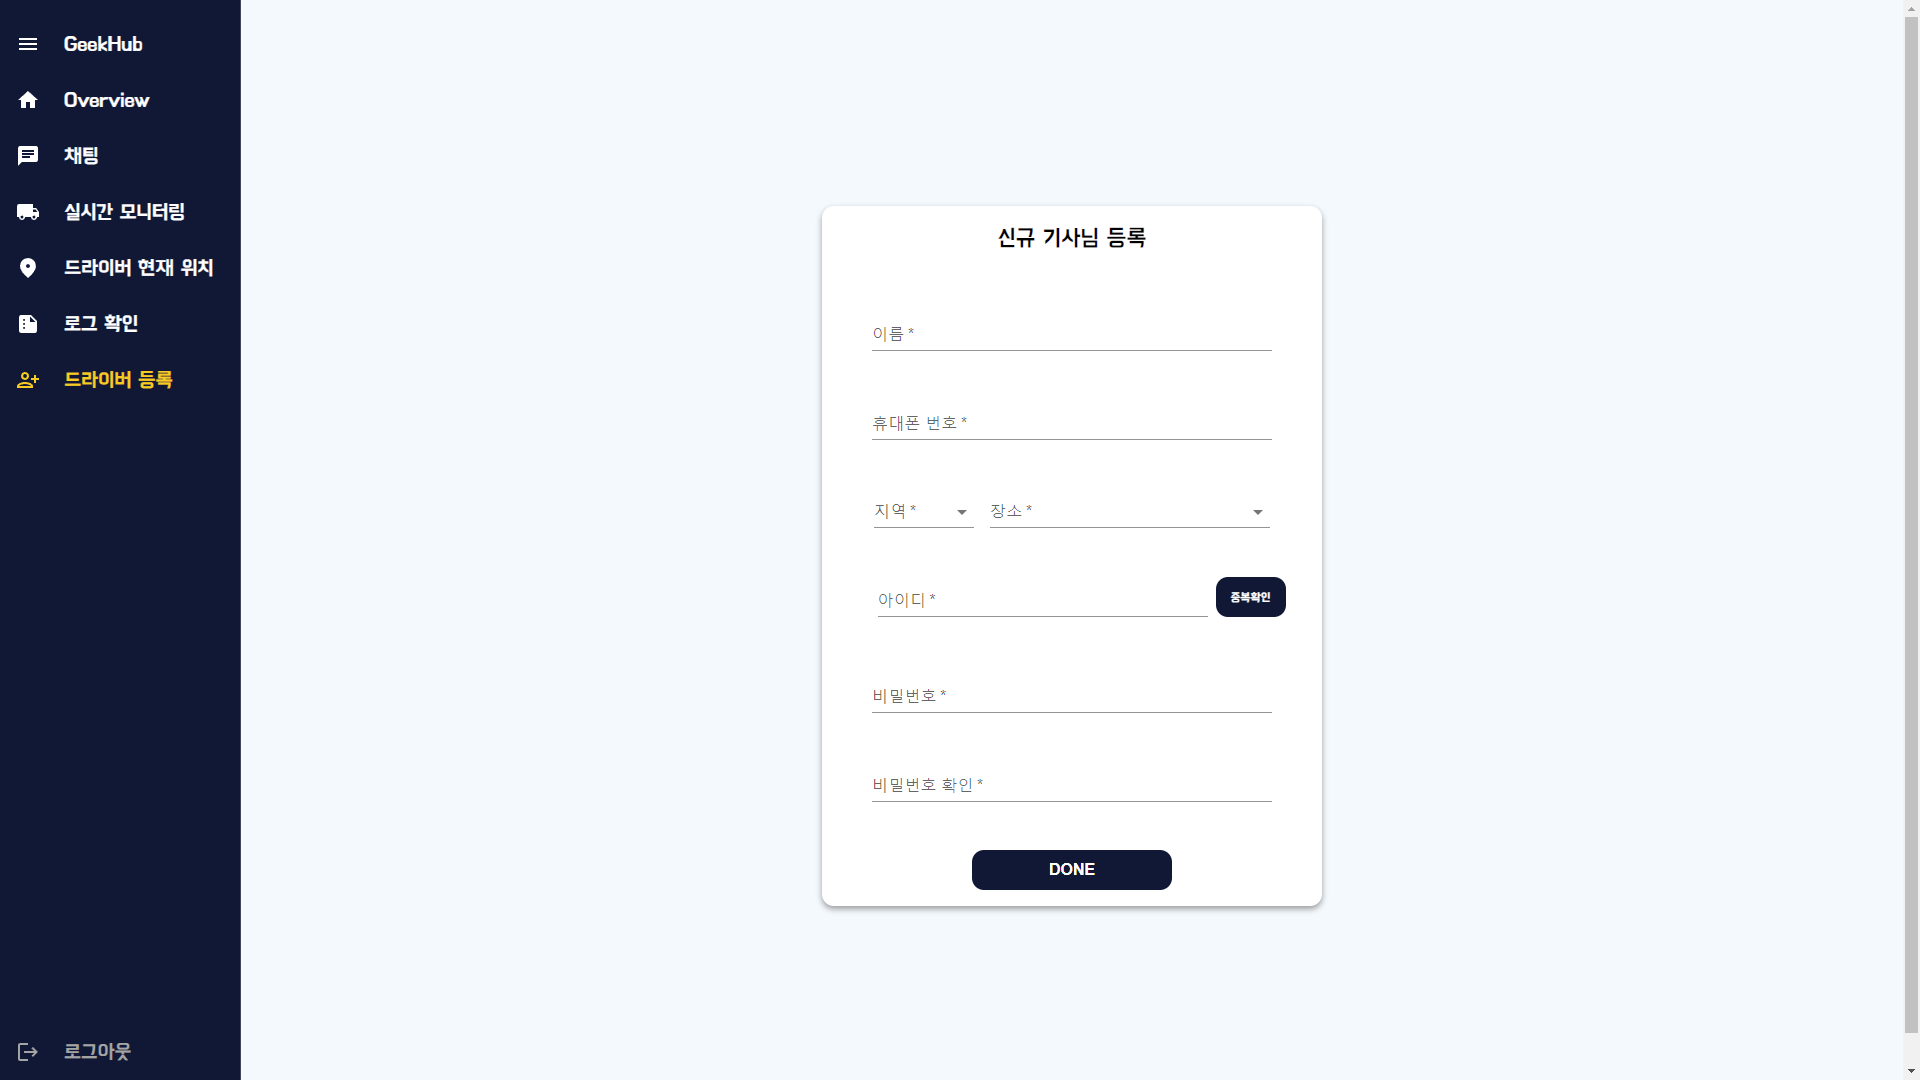 GeekHub
Overview
채팅
실시간 모니터링
드라이버 현재 위치
로그 확인
드라이버 등록
로그아웃
신규 기사님 등록
이름 *
휴대폰 번호 *
지역 * 장소 *
아이디 * 중복확인
비밀번호 *
비밀번호 확인 *
DONE